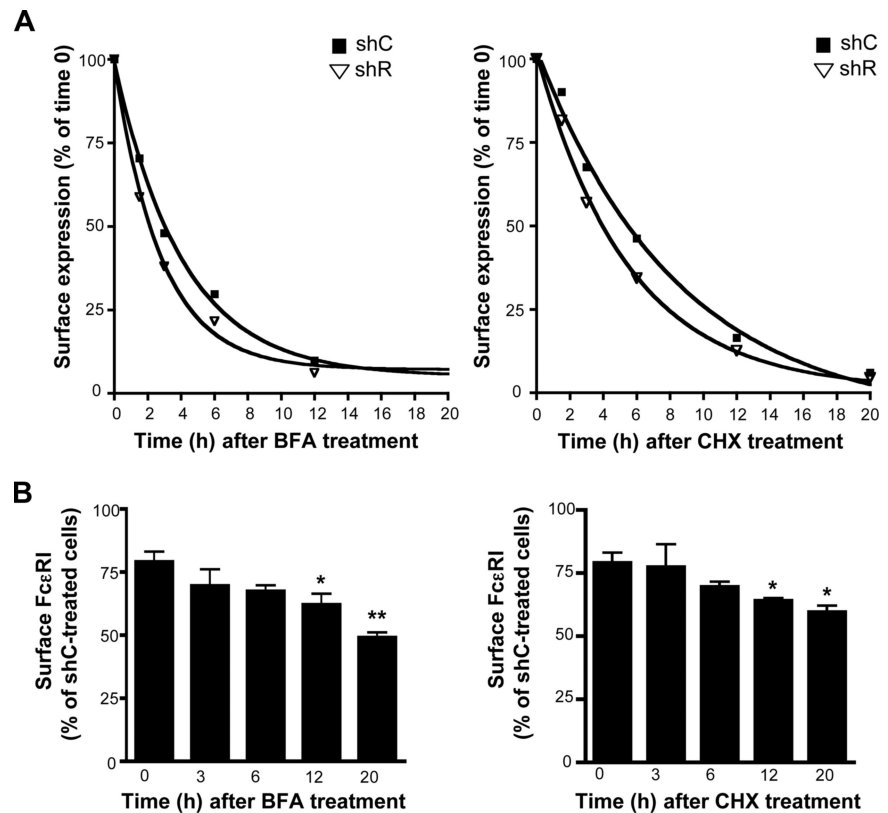 A
shC
shR
Surface expression (% of time 0)
100
75
50
25
0
0 2 4 6 8 10 12 14 16 18 20
Time (h) after BFA treatment
shC
shR
Surface expression (% of time 0)
100
75
50
25
0
0 2 4 6 8 10 12 14 16 18 20
Time (h) after CHX treatment
B
Surface FcεRI
(% of shC-treated cells)
100
75
50
25
0
*
**
0 3 6 12 20
Time (h) after BFA treatment
Surface FcεRI
(% of shC-treated cells)
100
75
50
25
0
* *
0 3 6 12 20
Time (h) after CHX treatment